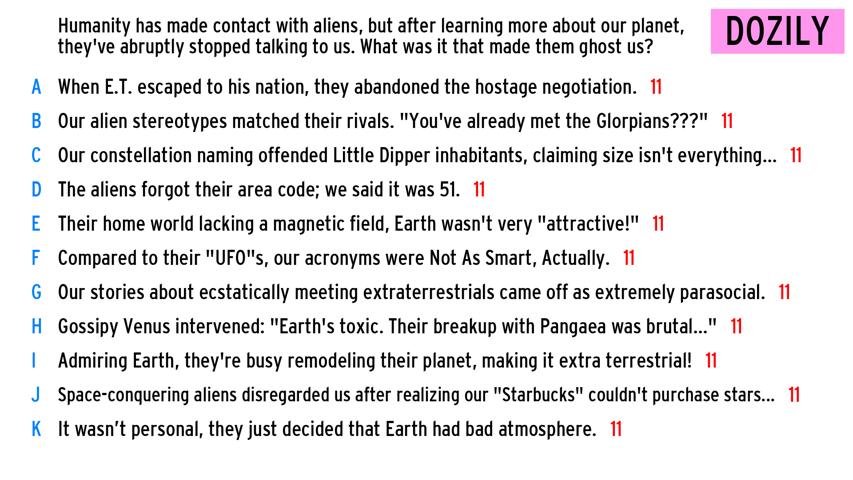 Humanity has made contact with aliens, but after learning more about our planet,
they've abruptly stopped talking to us. What was it that made them ghost us?
DOZILY
A When E.T. escaped to his nation, they abandoned the hostage negotiation. 11
B Our alien stereotypes matched their rivals. "You've already met the Glorpians???" 11
C Our constellation naming offended Little Dipper inhabitants, claiming size isn't everything... 11
D The aliens forgot their area code; we said it was 51. 11
E Their home world lacking a magnetic field, Earth wasn't very "attractive!" 11
F Compared to their "UFO"s, our acronyms were Not As Smart, Actually. 11
G Our stories about ecstatically meeting extraterrestrials came off as extremely parasocial. 11
H Gossipy Venus intervened: "Earth's toxic. Their breakup with Pangaea was brutal..." 11
I Admiring Earth, they're busy remodeling their planet, making it extra terrestrial! 11
J Space-conquering aliens disregarded us after realizing our "Starbucks" couldn't purchase stars... 11
K It wasn’t personal, they just decided that Earth had bad atmosphere. 11